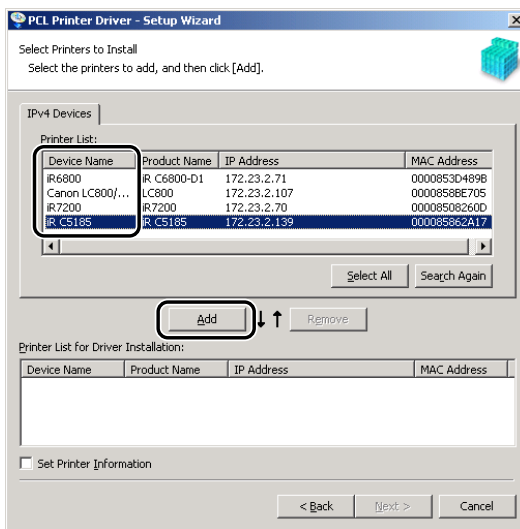 PCL Printer Driver - Setup Wizard
Select Printers to Install
Select the printers to add, and then click [Add].
IPv4 Devices
Printer List:
Device Name Product Name IP Address MAC Address
iR6800 iR C6800-D1 172.23.2.71 0000853D489B
Canon LC800/... LC800 172.23.2.107 0000858BE705
iR7200 iR7200 172.23.2.70 00008508260D
iR C5185 iR C5185 172.23.2.139 000085862A17
Select All Search Again
Add ↓ ↑ Remove
Printer List for Driver Installation:
Device Name Product Name IP Address MAC Address
Set Printer Information
< Back Next > Cancel